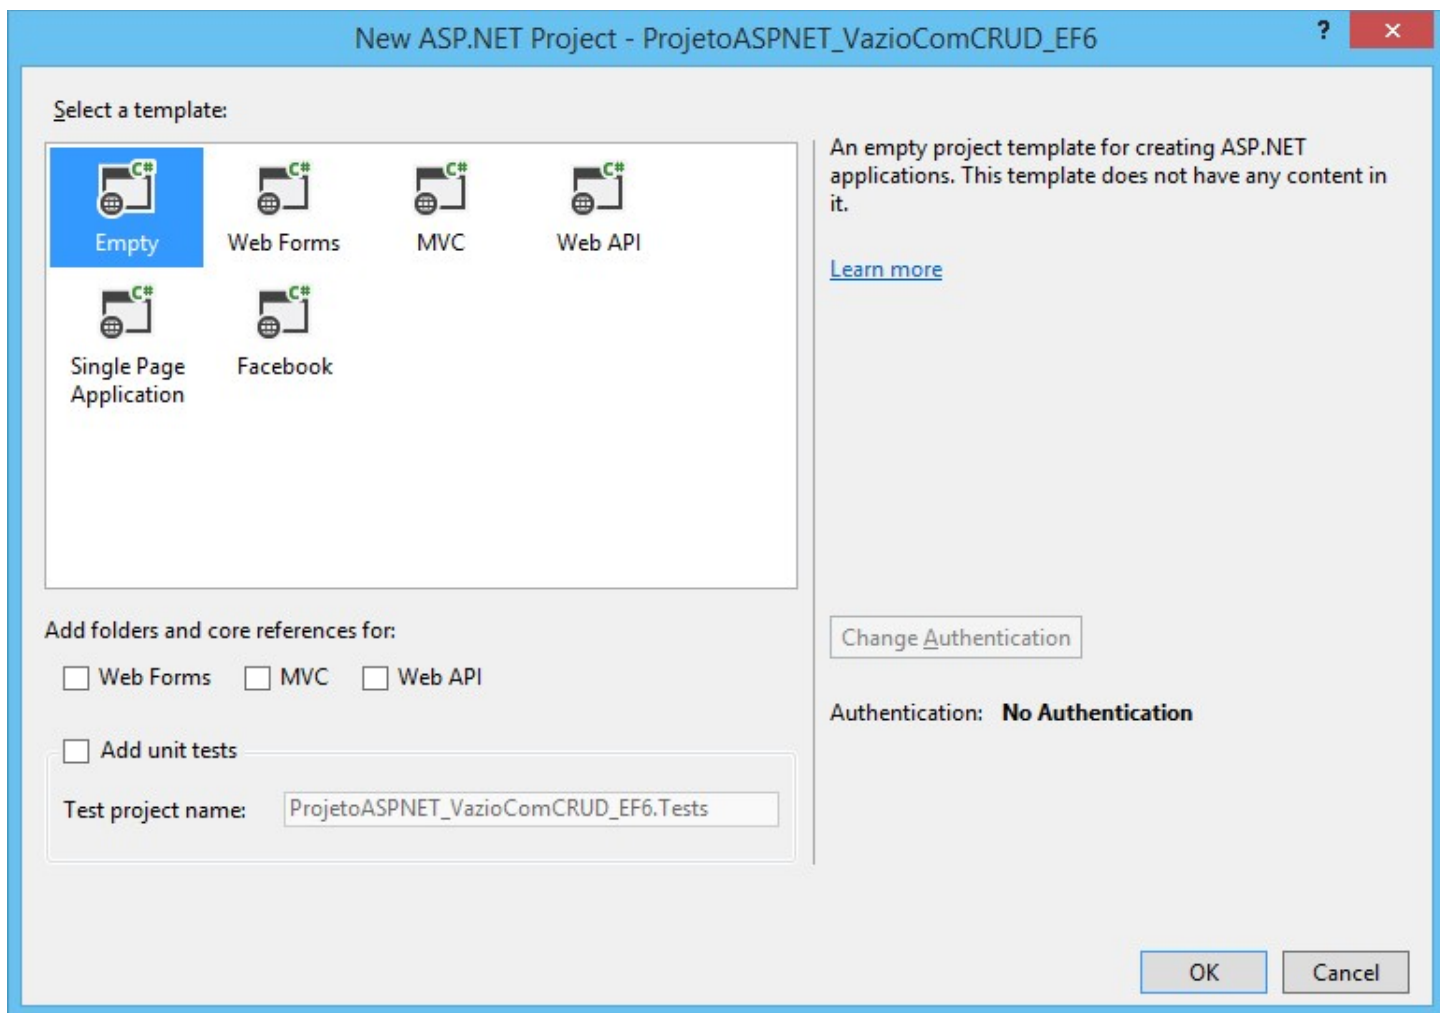 New ASP.NET Project - ProjetoASPNET_VazioComCRUD_EF6
? ×
Select a template:
C# C# C# C#
Empty Web Forms MVC Web API
C# C#
Single Page Facebook
Application
An empty project template for creating ASP.NET
applications. This template does not have any content in
it.
Learn more
Add folders and core references for:
Web Forms MVC Web API
Add unit tests
Test project name: ProjetoASPNET_VazioComCRUD_EF6.Tests
Change Authentication
Authentication: No Authentication
OK Cancel